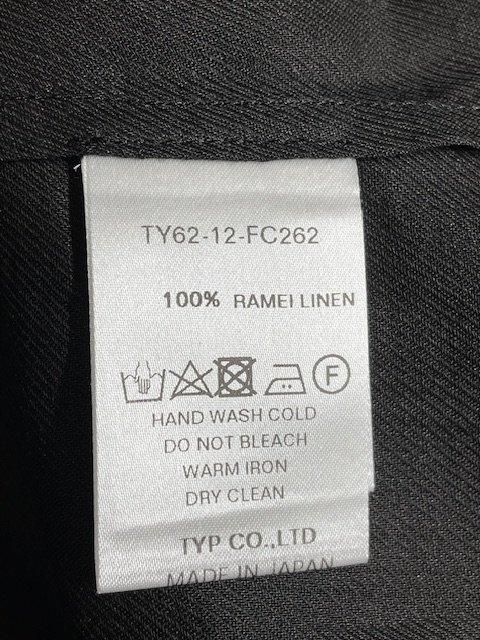 TY62-12-FC262
100% RAMEI LINEN
F
HAND WASH COLD
DO NOT BLEACH
WARM IRON
DRY CLEAN
TYP CO.,LTD
MADE IN JAPAN